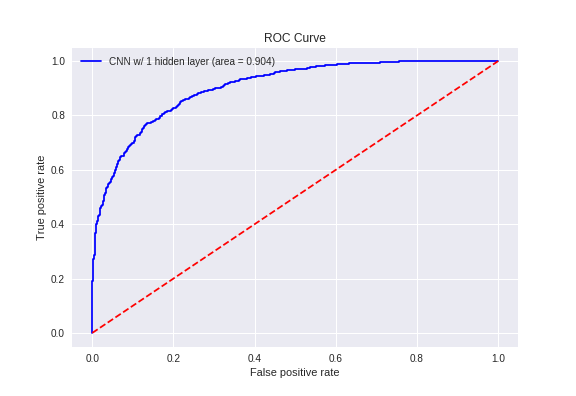 ROC Curve
CNN w/ 1 hidden layer (area = 0.904)
1.0
0.8
0.6
0.4
0.2
0.0
True positive rate
0.0 0.2 0.4 0.6 0.8 1.0
False positive rate